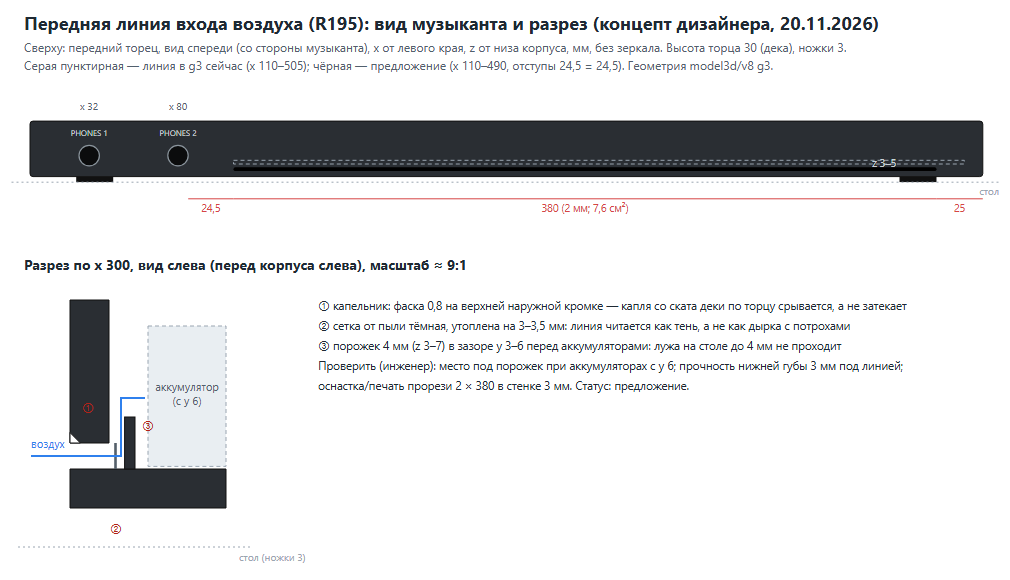 Передняя линия входа воздуха (R195): вид музыканта и разрез (концепт дизайнера, 20.11.2026)
Сверху: передний торец, вид спереди (со стороны музыканта), x от левого края, z от низа корпуса, мм, без зеркала. Высота торца 30 (дека), ножки 3.
Серая пунктирная — линия в g3 сейчас (x 110–505); чёрная — предложение (x 110–490, отступы 24,5 = 24,5). Геометрия model3d/v8 g3.
x 32
x 80
PHONES 1
PHONES 2
z 3–5
стол
24,5
380 (2 мм; 7,6 см²)
25
Разрез по x 300, вид слева (перед корпуса слева), масштаб ≈ 9:1
① капельник: фаска 0,8 на верхней наружной кромке — капля со ската деки по торцу срывается, а не затекает
② сетка от пыли тёмная, утоплена на 3–3,5 мм: линия читается как тень, а не как дырка с потрохами
③ порожек 4 мм (z 3–7) в зазоре y 3–6 перед аккумуляторами: лужа на столе до 4 мм не проходит
Проверить (инженер): место под порожек при аккумуляторах с y 6; прочность нижней губы 3 мм под линией;
оснастка/печать прорези 2 × 380 в стенке 3 мм. Статус: предложение.
аккумулятор
(с y 6)
①
③
воздух
②
стол (ножки 3)